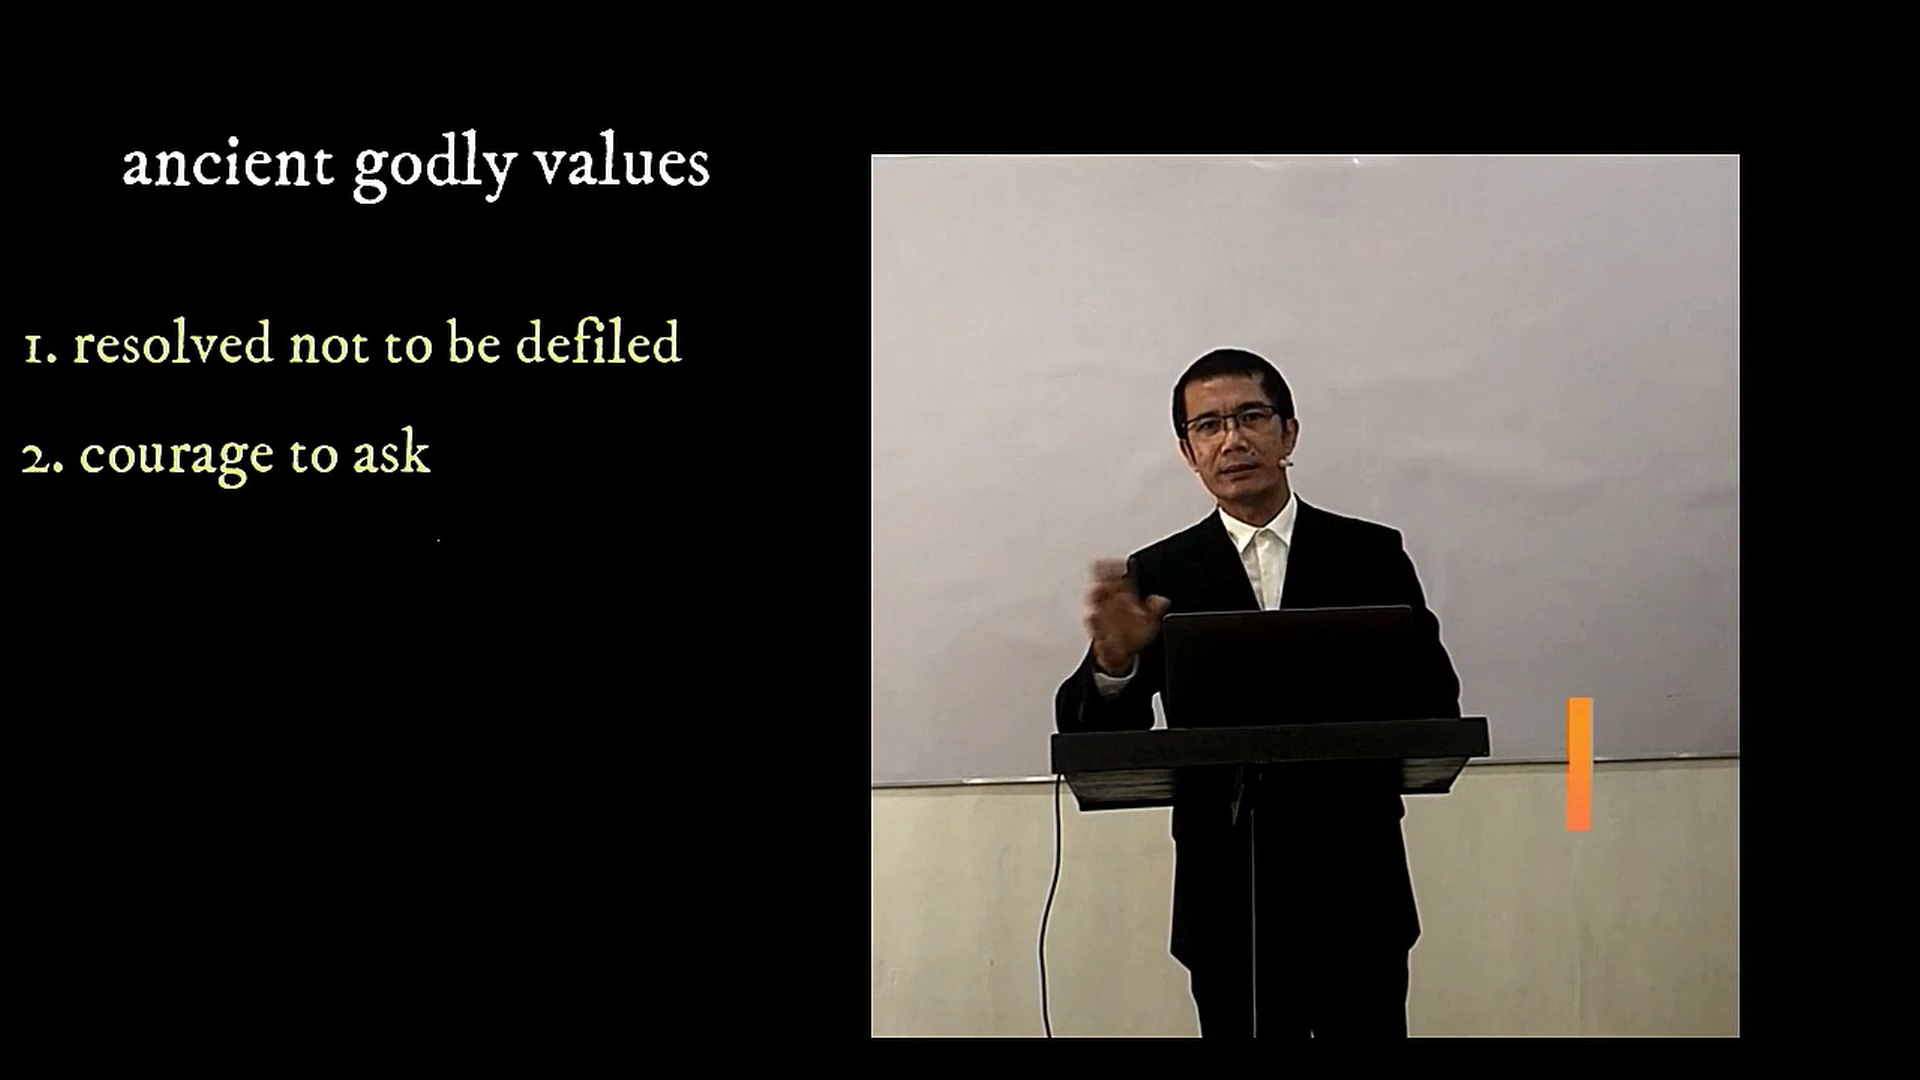 ancient godly values
1. resolved not to be defiled
2. courage to ask